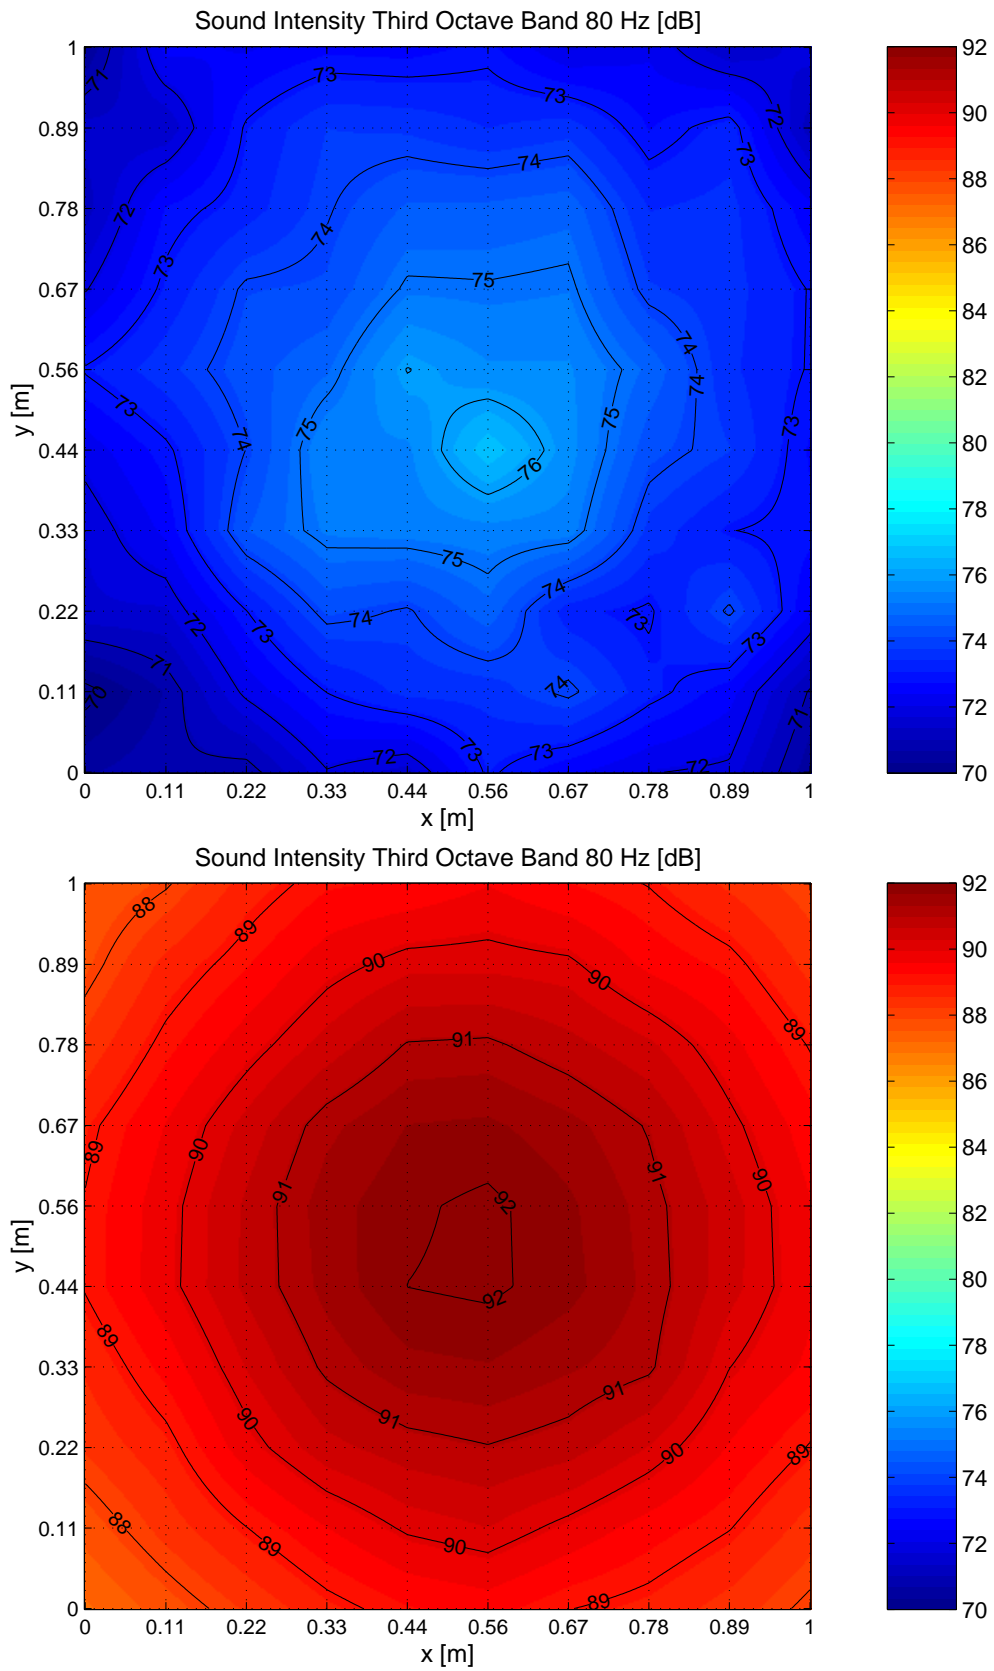 Sound Intensity Third Octave Band 80 Hz [dB]
1 92
71 73 73 90
0.89 72 88
74 73
0.78 72 74 86
73
0.67 75 84
74
0.56 74 82
73
y [m]
75 75 73
0.44 74 76 80
78
0.33 76
75
74
0.22 72 73 74 73 73 74
71
0.11 70 74 71 72
73 73
72 72
0 70
0 0.11 0.22 0.33 0.44 0.56 0.67 0.78 0.89 1
x [m]
Sound Intensity Third Octave Band 80 Hz [dB]
1 92
88
89 90
0.89 90 90 88
89
0.78 91 86
0.67 84
89 90 91 90
91
0.56 92 82
y [m]
0.44 92 80
89 78
0.33
91
90 91 76
0.22 90 89 74
0.11 88 72
89 90
0 89 70
0 0.11 0.22 0.33 0.44 0.56 0.67 0.78 0.89 1
x [m]